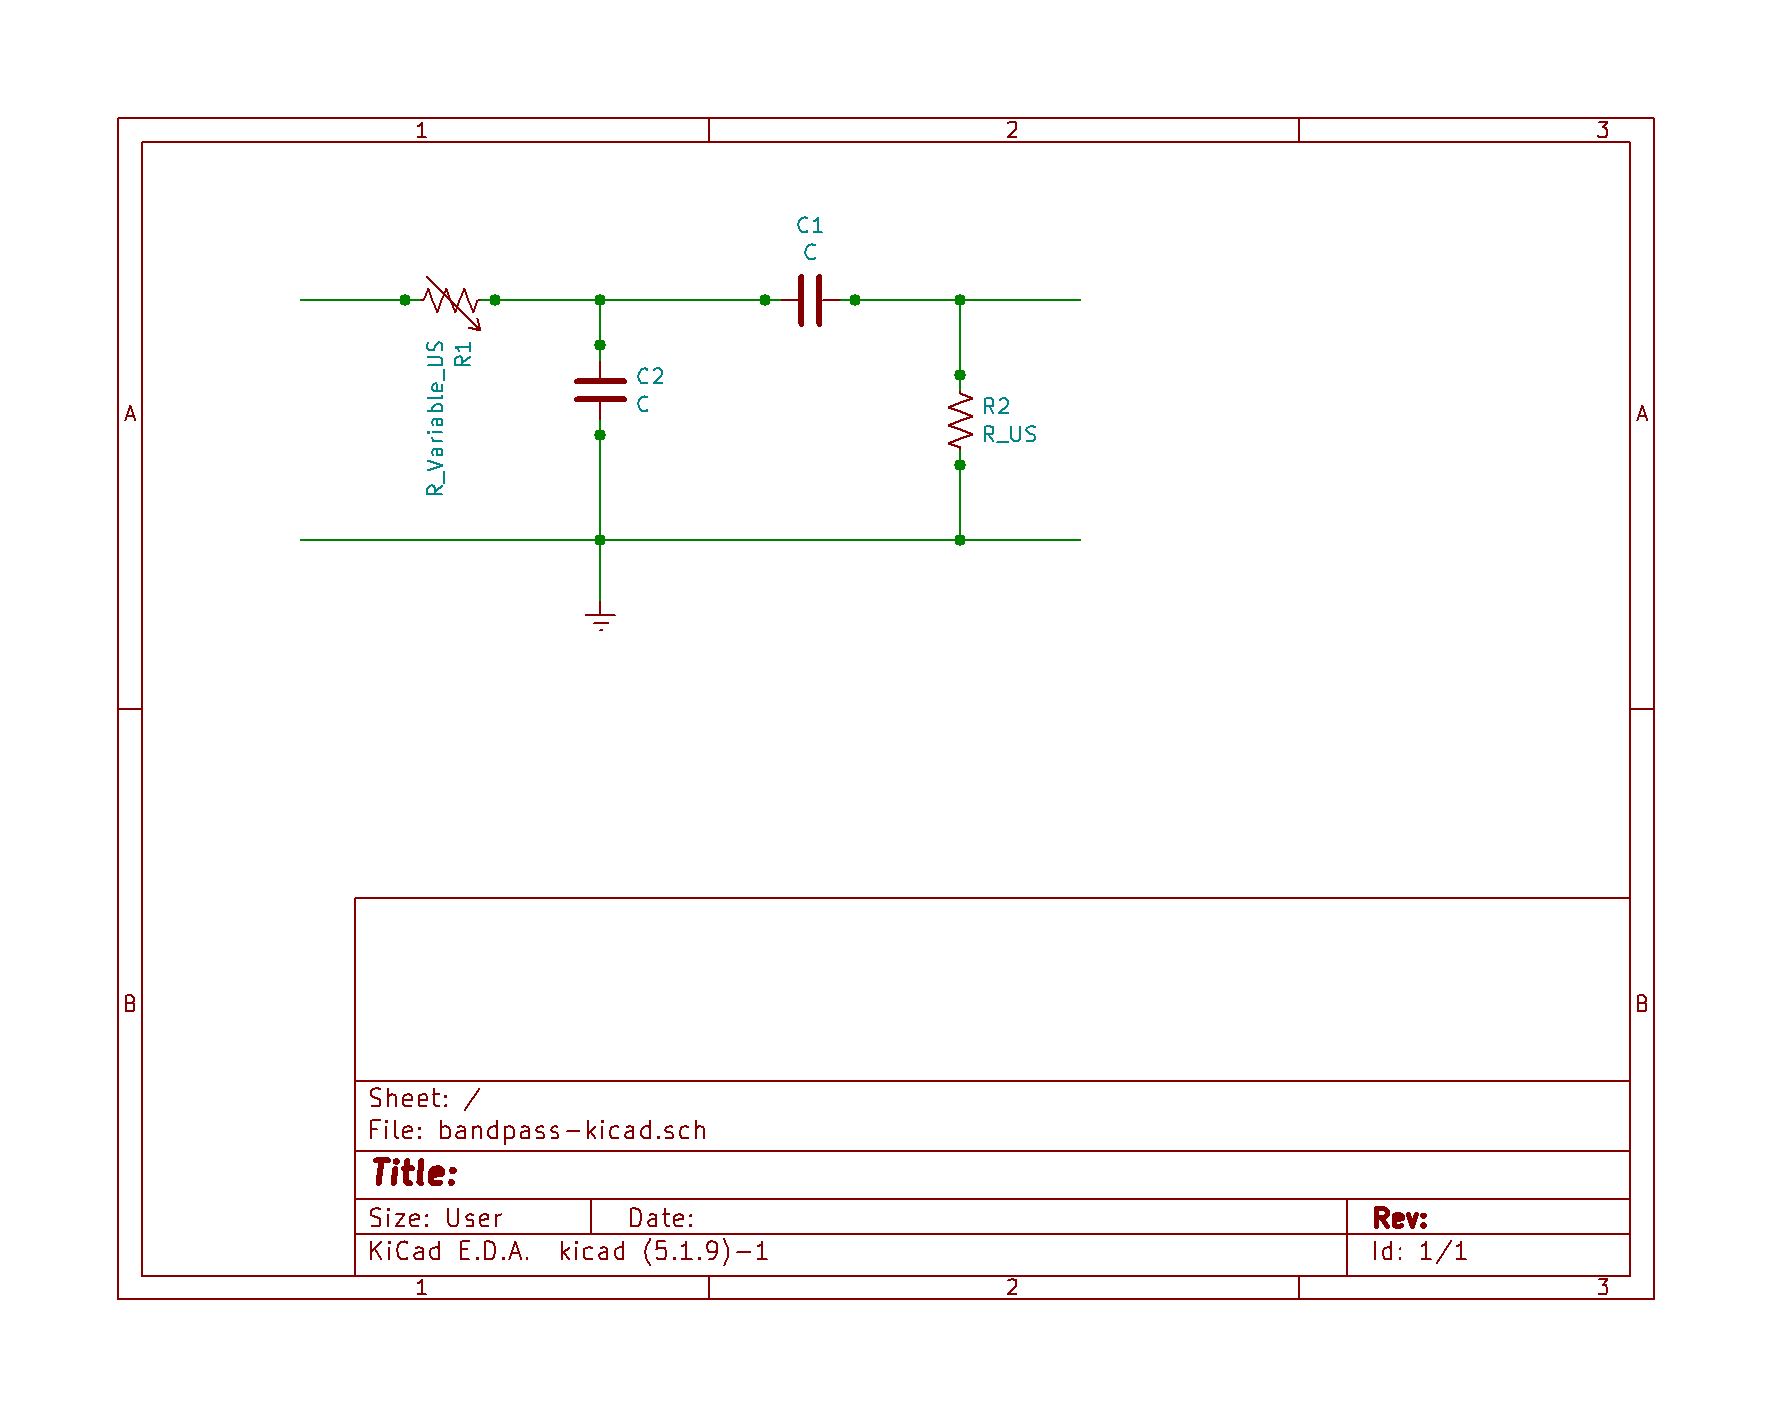 1 2 3
C1
C
R_Variable_US
R1
C2
C
R2
R_US
A A
B B
Sheet: /
File: bandpass-kicad.sch
Title:
Size: User Date: Rev:
KiCad E.D.A. kicad (5.1.9)-1 Id: 1/1
1 2 3